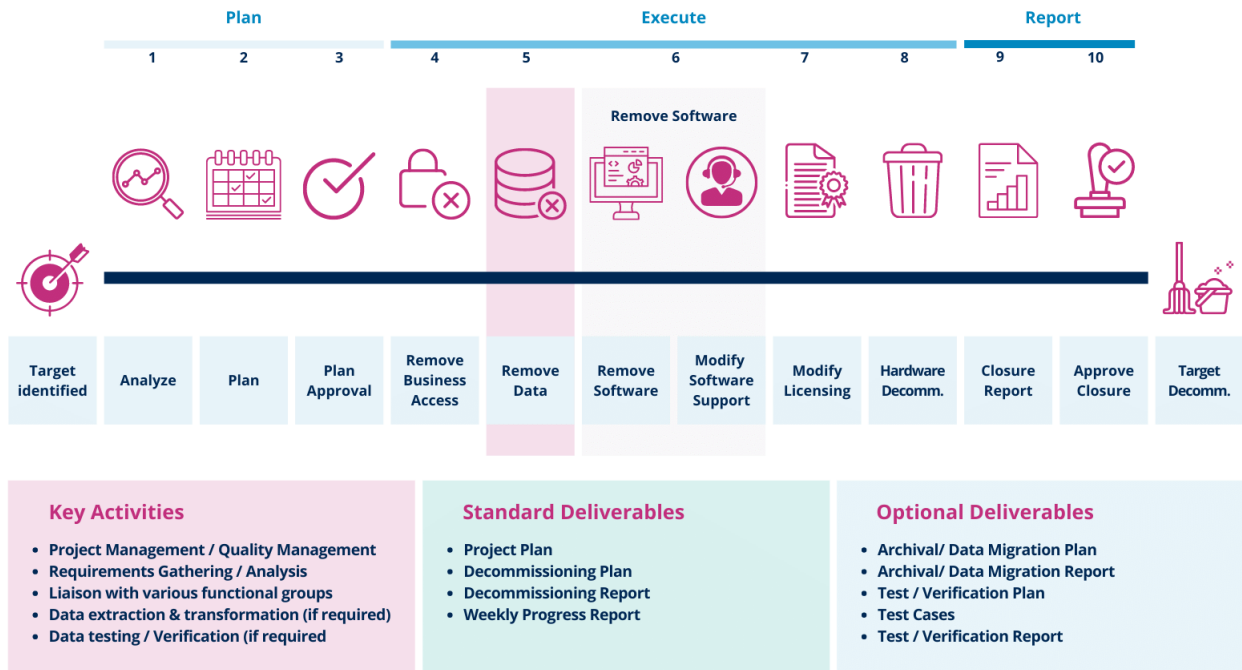 Plan
Execute
Report
1
2
3
4
5
6
7
8
9
10
Remove Software
Target
identified
Analyze
Plan
Plan
Approval
Remove
Business
Access
Remove
Data
Remove
Software
Modify
Software
Support
Modify
Licensing
Hardware
Decomm.
Closure
Report
Approve
Closure
Target
Decomm.
Key Activities
• Project Management / Quality Management
• Requirements Gathering / Analysis
• Liaison with various functional groups
• Data extraction & transformation (if required)
• Data testing / Verification (if required
Standard Deliverables
• Project Plan
• Decommissioning Plan
• Decommissioning Report
• Weekly Progress Report
Optional Deliverables
• Archival/ Data Migration Plan
• Archival/ Data Migration Report
• Test / Verification Plan
• Test Cases
• Test / Verification Report